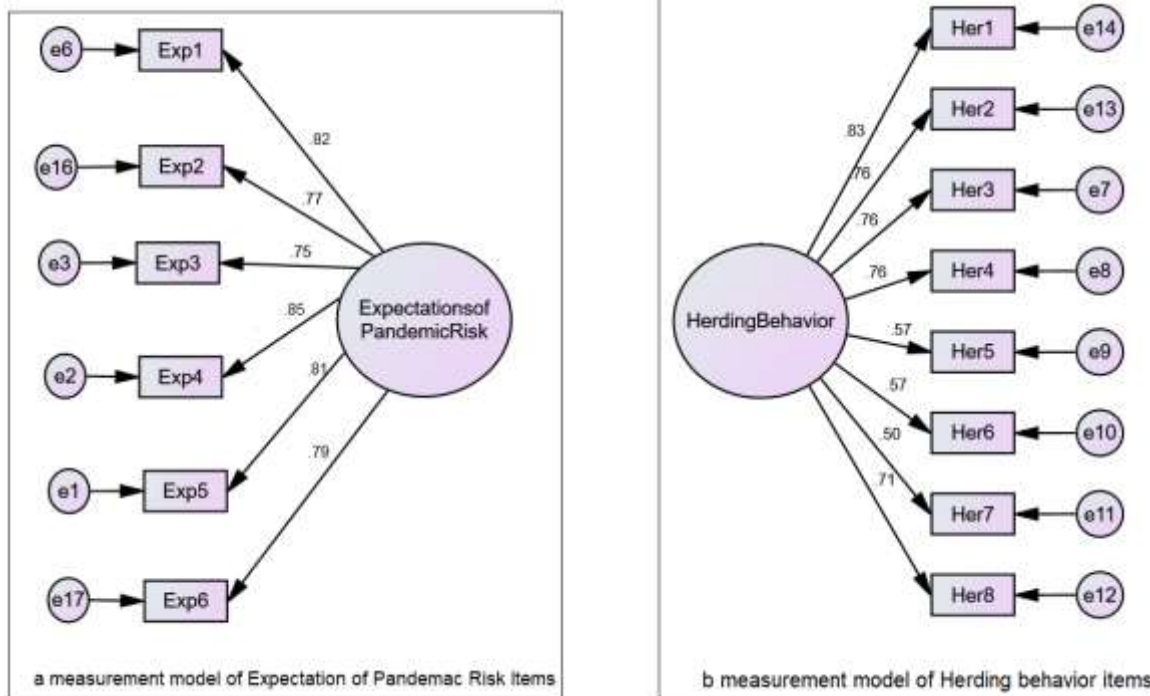 e6
Exp1
.82
e16
Exp2
.77
e3
Exp3
.75
e2
Exp4
.85
e1
Exp5
.81
e17
Exp6
.79
Expectationsof
PandemicRisk
a measurement model of Expectation of Pandemac Risk Items
HerdingBehavior
.83
Her1
e14
.76
Her2
e13
.76
Her3
e7
.76
Her4
e8
.57
Her5
e9
.57
Her6
e10
.50
Her7
e11
.71
Her8
e12
b measurement model of Herding behavior items